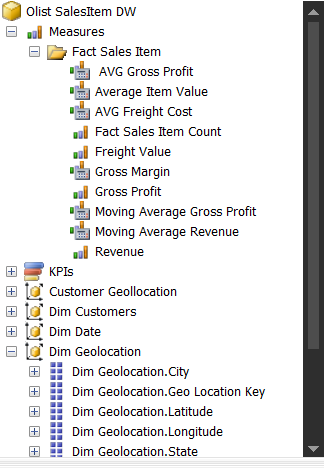 Olist SalesItem DW
Measures
Fact Sales Item
AVG Gross Profit
Average Item Value
AVG Freight Cost
Fact Sales Item Count
Freight Value
Gross Margin
Gross Profit
Moving Average Gross Profit
Moving Average Revenue
Revenue
KPIs
Customer Geollocation
Dim Customers
Dim Date
Dim Geolocation
Dim Geolocation.City
Dim Geolocation.Geo Location Key
Dim Geolocation.Latitude
Dim Geolocation.Longitude
Dim Geolocation.State